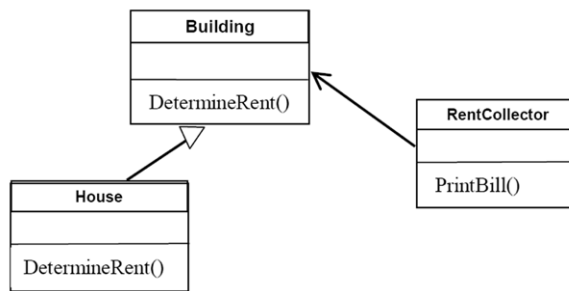 Building
DetermineRent()
RentCollector
PrintBill()
House
DetermineRent()